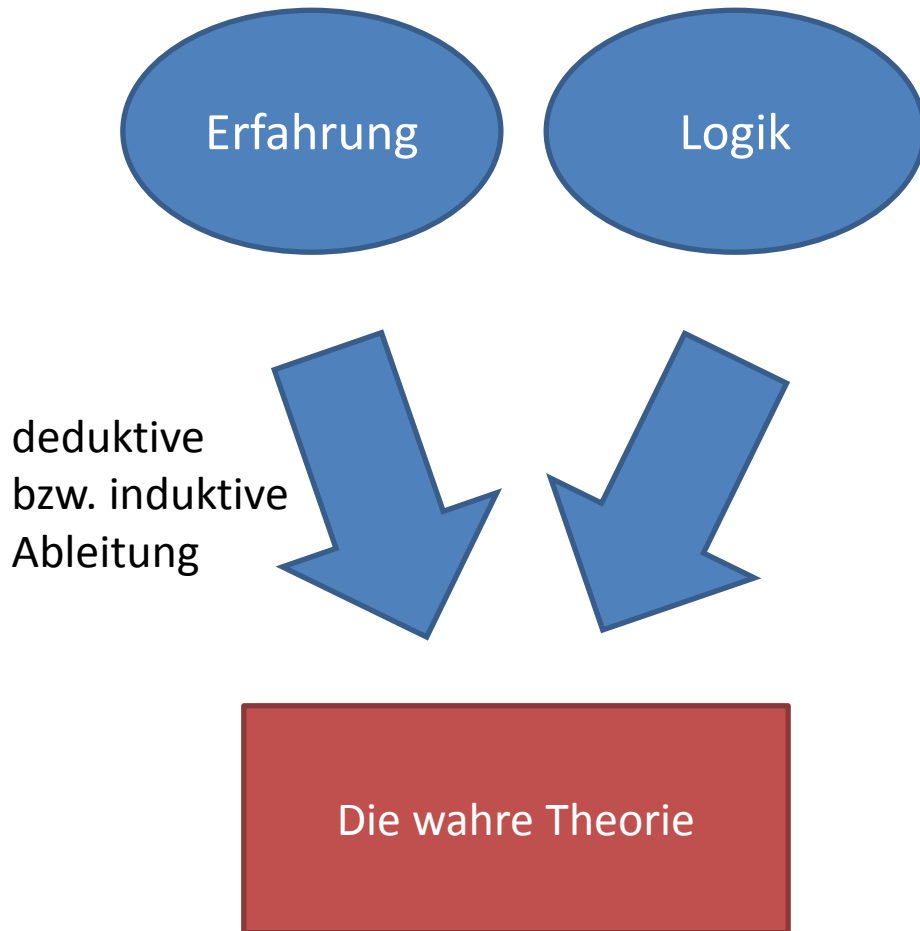 Erfahrung
Logik
deduktive
bzw. induktive
Ableitung
Die wahre Theorie